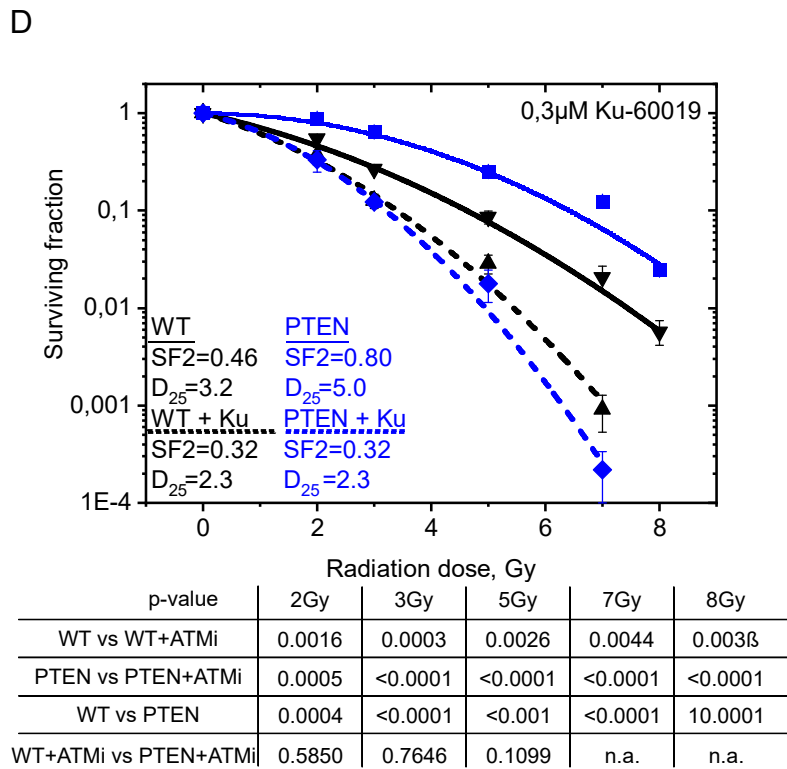 D
0,3µM Ku-60019
1
0,1
0,01
0,001
1E-4
Surviving fraction
WT PTEN
SF2=0.46 SF2=0.80
D25=3.2 D25=5.0
WT + Ku PTEN + Ku
SF2=0.32 SF2=0.32
D25=2.3 D25=2.3
0 2 4 6 8
Radiation dose, Gy
p-value 2Gy 3Gy 5Gy 7Gy 8Gy
WT vs WT+ATMi 0.0016 0.0003 0.0026 0.0044 0.003ß
PTEN vs PTEN+ATMi 0.0005 <0.0001 <0.0001 <0.0001 <0.0001
WT vs PTEN 0.0004 <0.0001 <0.001 <0.0001 10.0001
WT+ATMi vs PTEN+ATMi 0.5850 0.7646 0.1099 n.a. n.a.